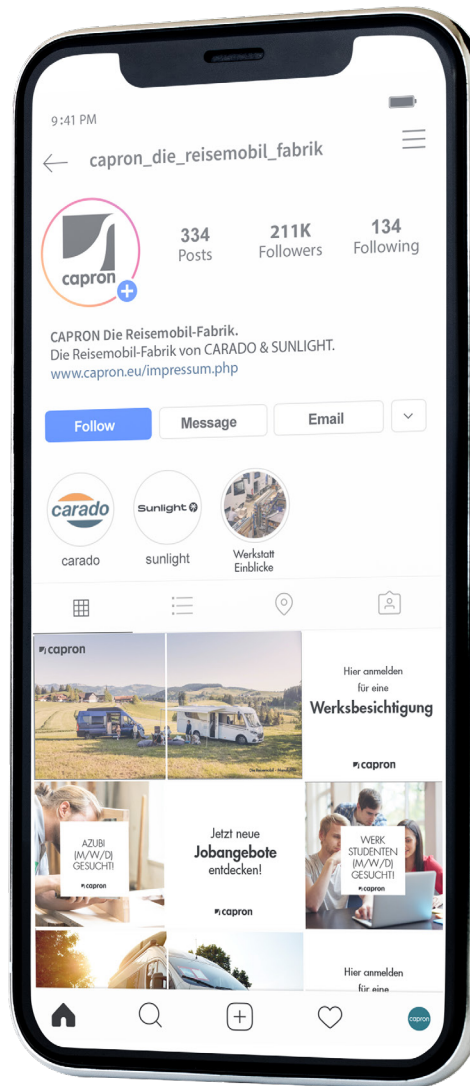 9:41 PM
capron_die_reisemobil_fabrik
capron
334
Posts
211K
Followers
134
Following
CAPRON Die Reisemobil-Fabrik.
Die Reisemobil-Fabrik von CARADO & SUNLIGHT.
www.capron.eu/impressum.php
Follow
Message
Email
carado
Sunlight
carado
sunlight
Werkstatt
Einblicke
capron
Hier anmelden
für eine
Werksbesichtigung
capron
AZUBI
(M/W/D)
GESUCHT!
capron
Jetzt neue
Jobangebote
entdecken!
capron
WERK
STUDENTEN
(M/W/D)
GESUCHT!
capron
Hier anmelden
für eine
capron